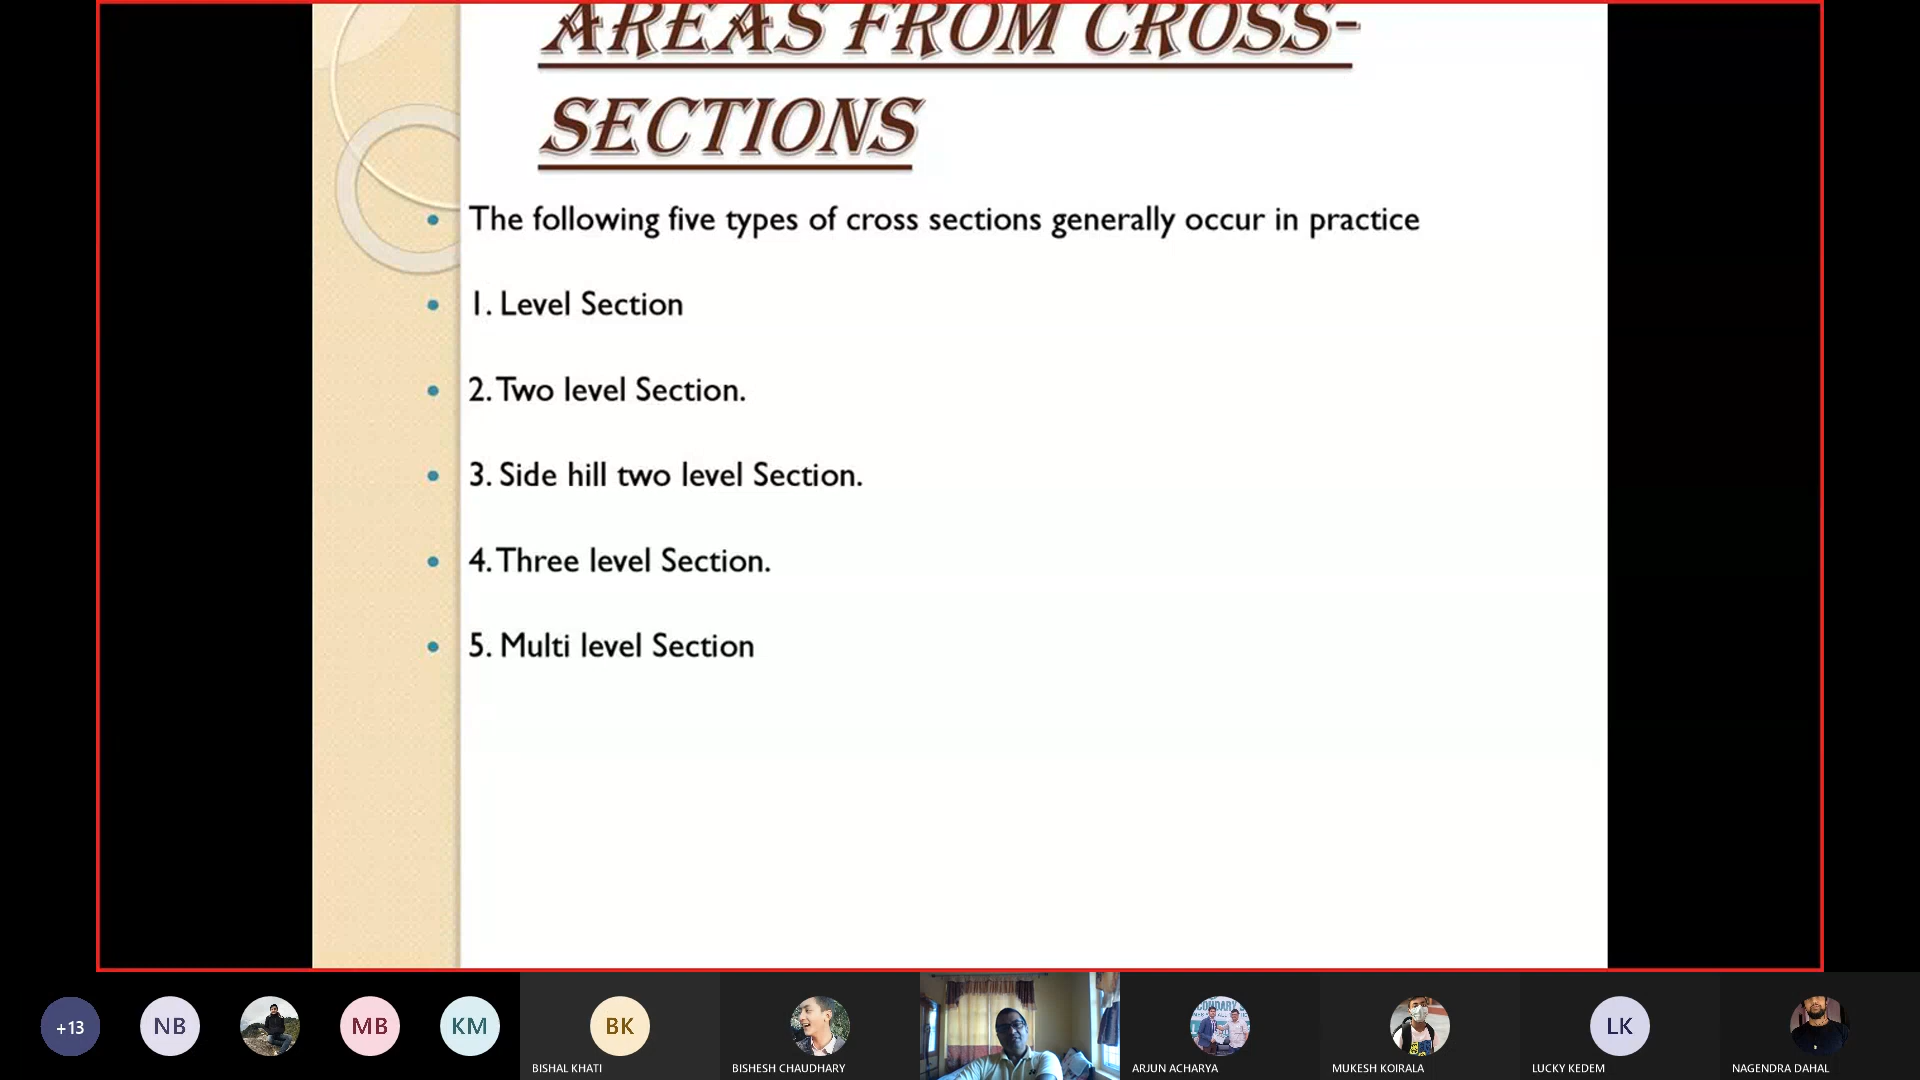 AREAS FROM CROSS-
SECTIONS
• The following five types of cross sections generally occur in practice
• 1. Level Section
• 2. Two level Section.
• 3. Side hill two level Section.
• 4. Three level Section.
• 5. Multi level Section
+13
NB
MB
KM
BK
LK
BISHAL KHATI
BISHESH CHAUDHARY
ARJUN ACHARYA
MUKESH KOIRALA
LUCKY KEDEM
NAGENDRA DAHAL